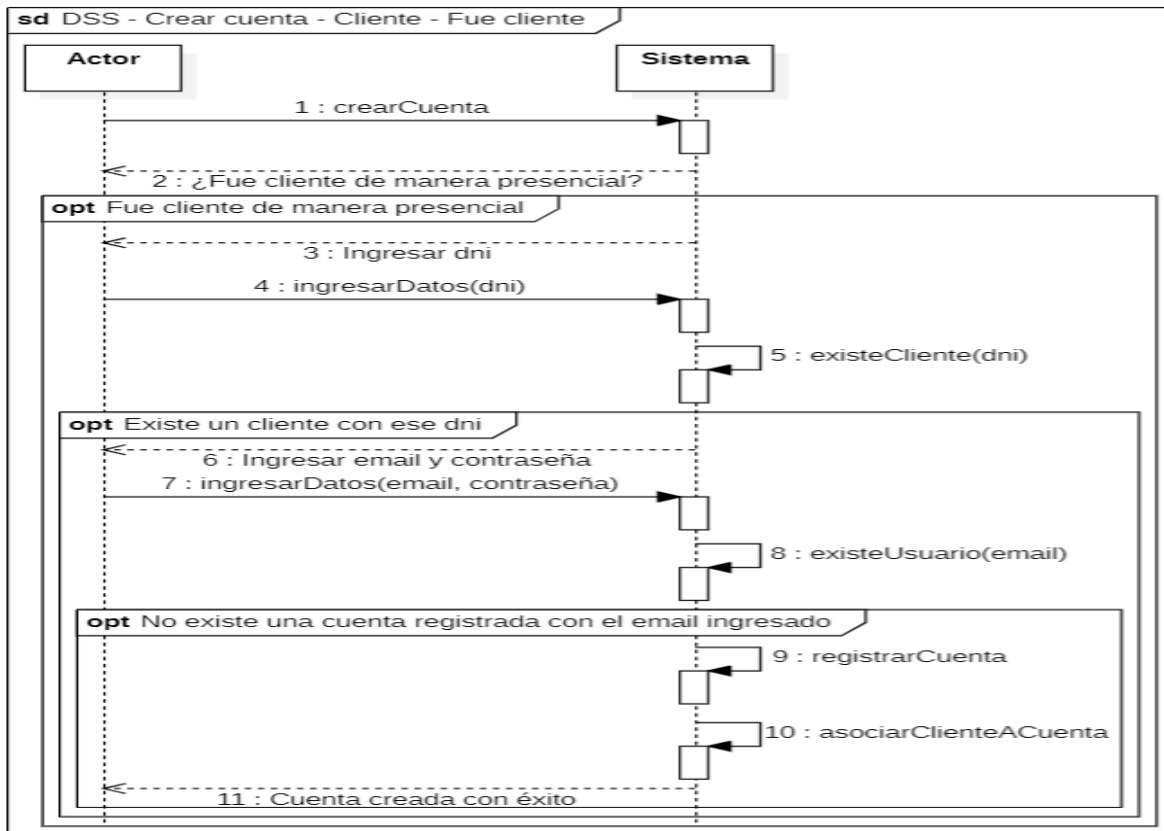 sd DSS - Crear cuenta - Cliente - Fue cliente
Actor
Sistema
1 : crearCuenta
2 : ¿Fue cliente de manera presencial?
opt Fue cliente de manera presencial
3 : Ingresar dni
4 : ingresarDatos(dni)
5 : existeCliente(dni)
opt Existe un cliente con ese dni
6 : Ingresar email y contraseña
7 : ingresarDatos(email, contraseña)
8 : existeUsuario(email)
opt No existe una cuenta registrada con el email ingresado
9 : registrarCuenta
10 : asociarClienteACuenta
11 : Cuenta creada con éxito